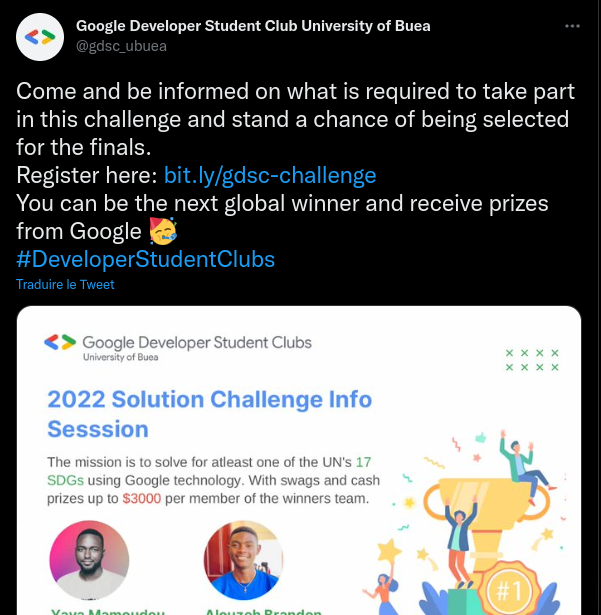 Google Developer Student Club University of Buea
@gdsc_ubuea
Come and be informed on what is required to take part
in this challenge and stand a chance of being selected
for the finals.
Register here: bit.ly/gdsc-challenge
You can be the next global winner and receive prizes
from Google 🥳
#DeveloperStudentClubs
Traduire le Tweet
Google Developer Student Clubs
University of Buea
2022 Solution Challenge Info
Sesssion
The mission is to solve for atleast one of the UN's 17
SDGs using Google technology. With swags and cash
prizes up to $3000 per member of the winners team.
#1
Yaya Mamoudou Alouzeh Brandon